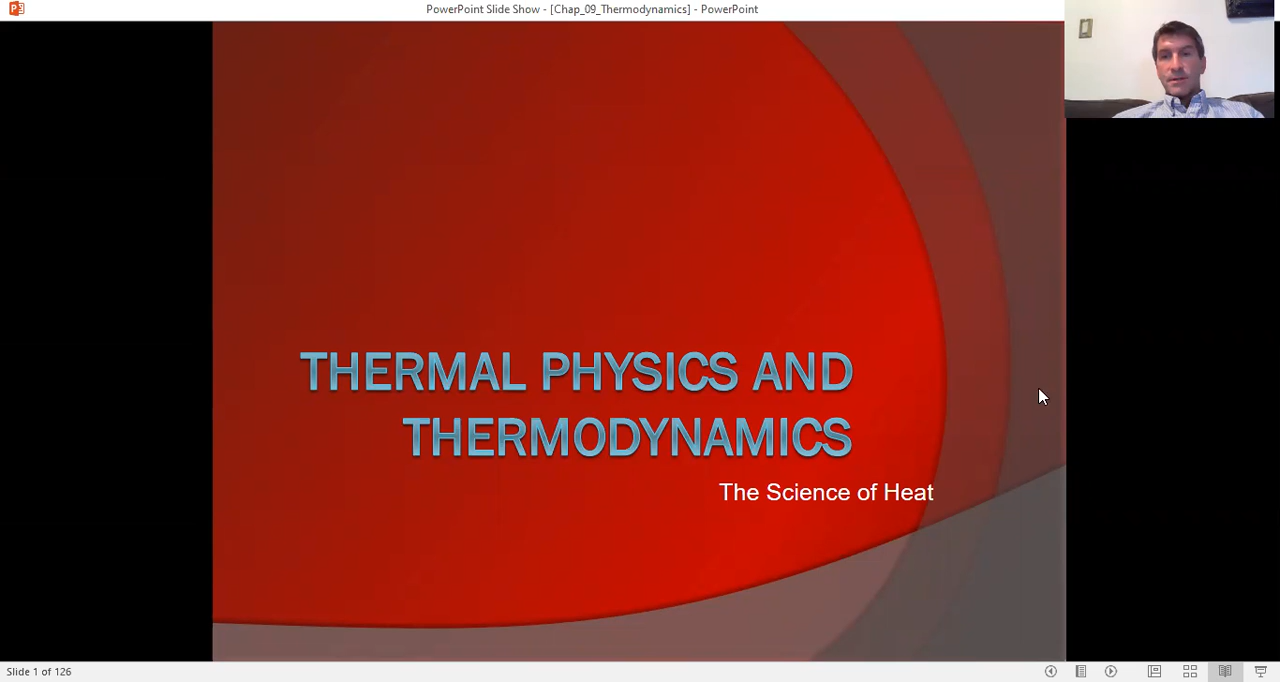 PowerPoint Slide Show - [Chap_09_Thermodynamics] - PowerPoint
THERMAL PHYSICS AND
THERMODYNAMICS
The Science of Heat
Slide 1 of 126